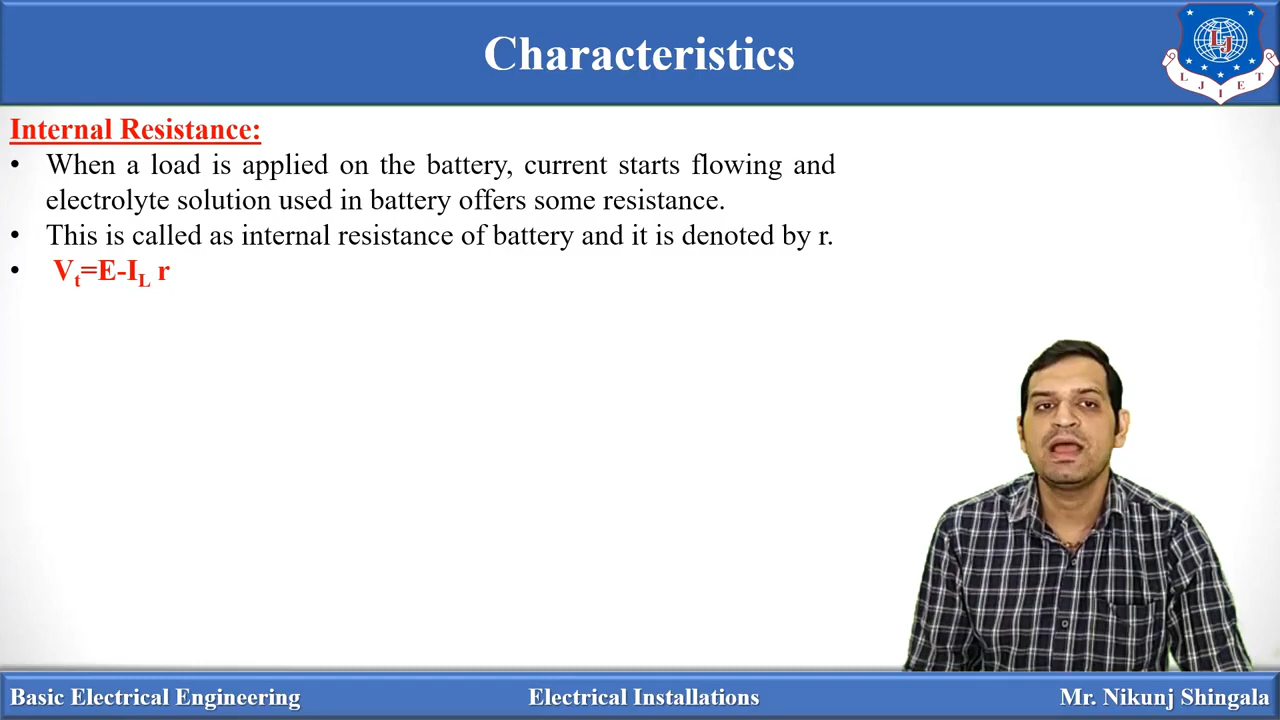 Characteristics
LJ
L J I E T
Internal Resistance:
• When a load is applied on the battery, current starts flowing and
electrolyte solution used in battery offers some resistance.
• This is called as internal resistance of battery and it is denoted by r.
• Vt=E-IL r
Basic Electrical Engineering
Electrical Installations
Mr. Nikunj Shingala